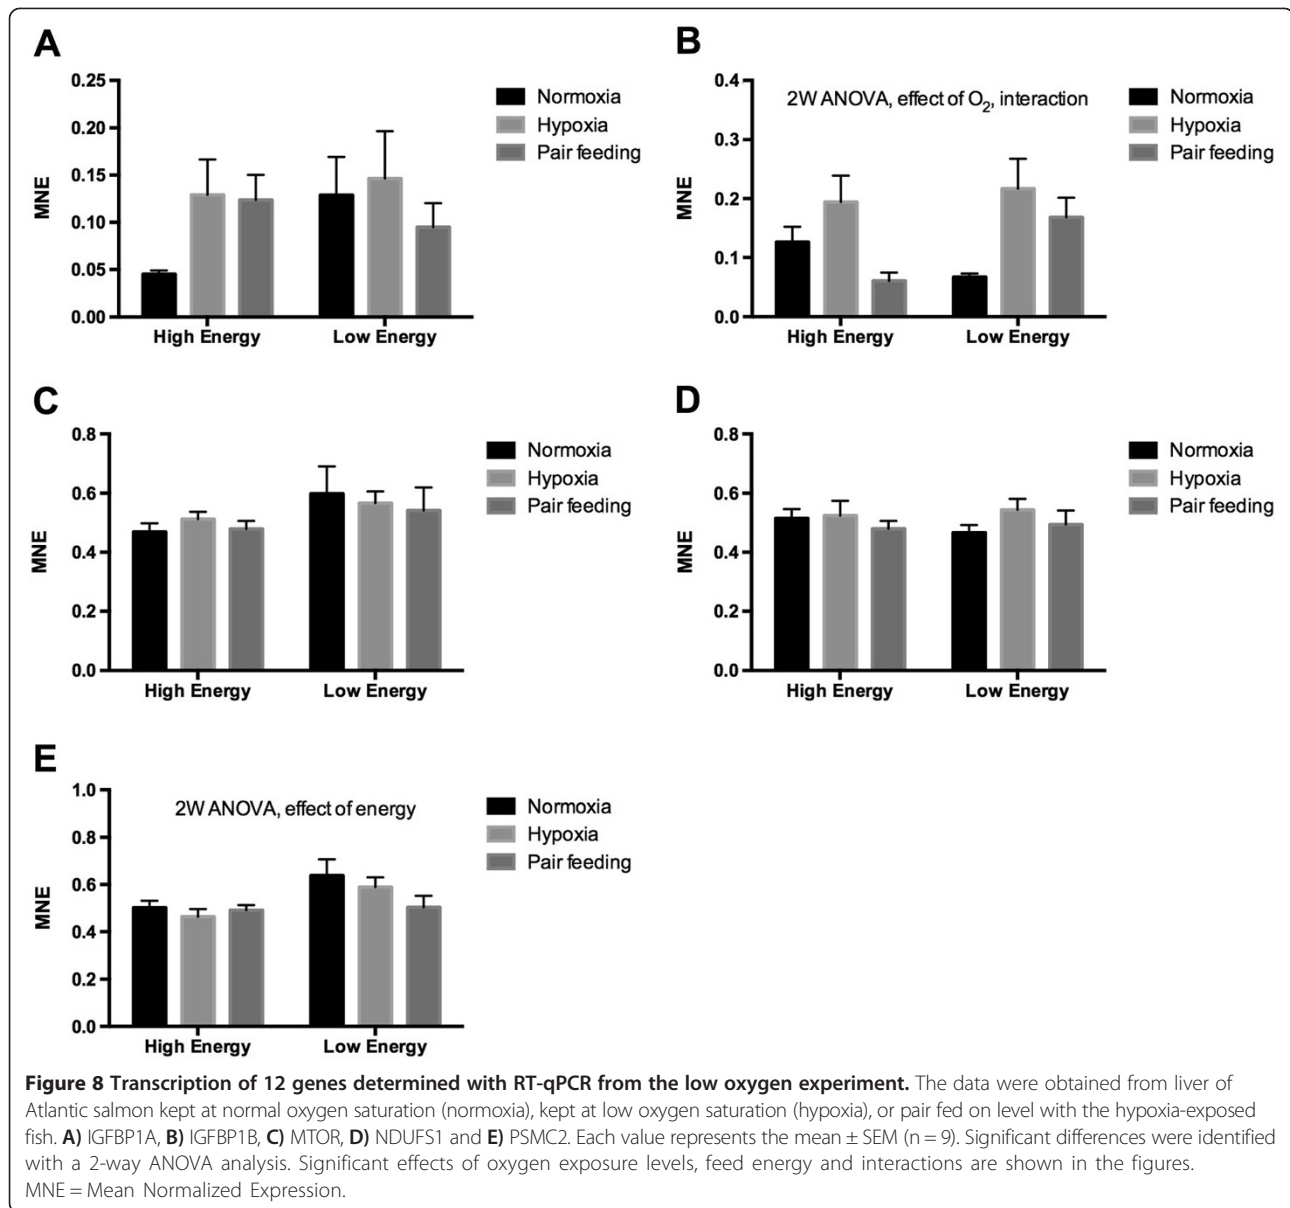 A
0.25
0.20
0.15
0.10
0.05
0.00
MNE
High Energy Low Energy
Normoxia
Hypoxia
Pair feeding
B
0.4
0.3
0.2
0.1
0.0
MNE
2W ANOVA, effect of O2, interaction
High Energy Low Energy
Normoxia
Hypoxia
Pair feeding
C
0.8
0.6
0.4
0.2
0.0
MNE
High Energy Low Energy
Normoxia
Hypoxia
Pair feeding
D
0.8
0.6
0.4
0.2
0.0
MNE
High Energy Low Energy
Normoxia
Hypoxia
Pair feeding
E
1.0
0.8
0.6
0.4
0.2
0.0
MNE
2W ANOVA, effect of energy
High Energy Low Energy
Normoxia
Hypoxia
Pair feeding
Figure 8 Transcription of 12 genes determined with RT-qPCR from the low oxygen experiment. The data were obtained from liver of
Atlantic salmon kept at normal oxygen saturation (normoxia), kept at low oxygen saturation (hypoxia), or pair fed on level with the hypoxia-exposed
fish. A) IGFBP1A, B) IGFBP1B, C) MTOR, D) NDUFS1 and E) PSMC2. Each value represents the mean ± SEM (n = 9). Significant differences were identified
with a 2-way ANOVA analysis. Significant effects of oxygen exposure levels, feed energy and interactions are shown in the figures.
MNE = Mean Normalized Expression.